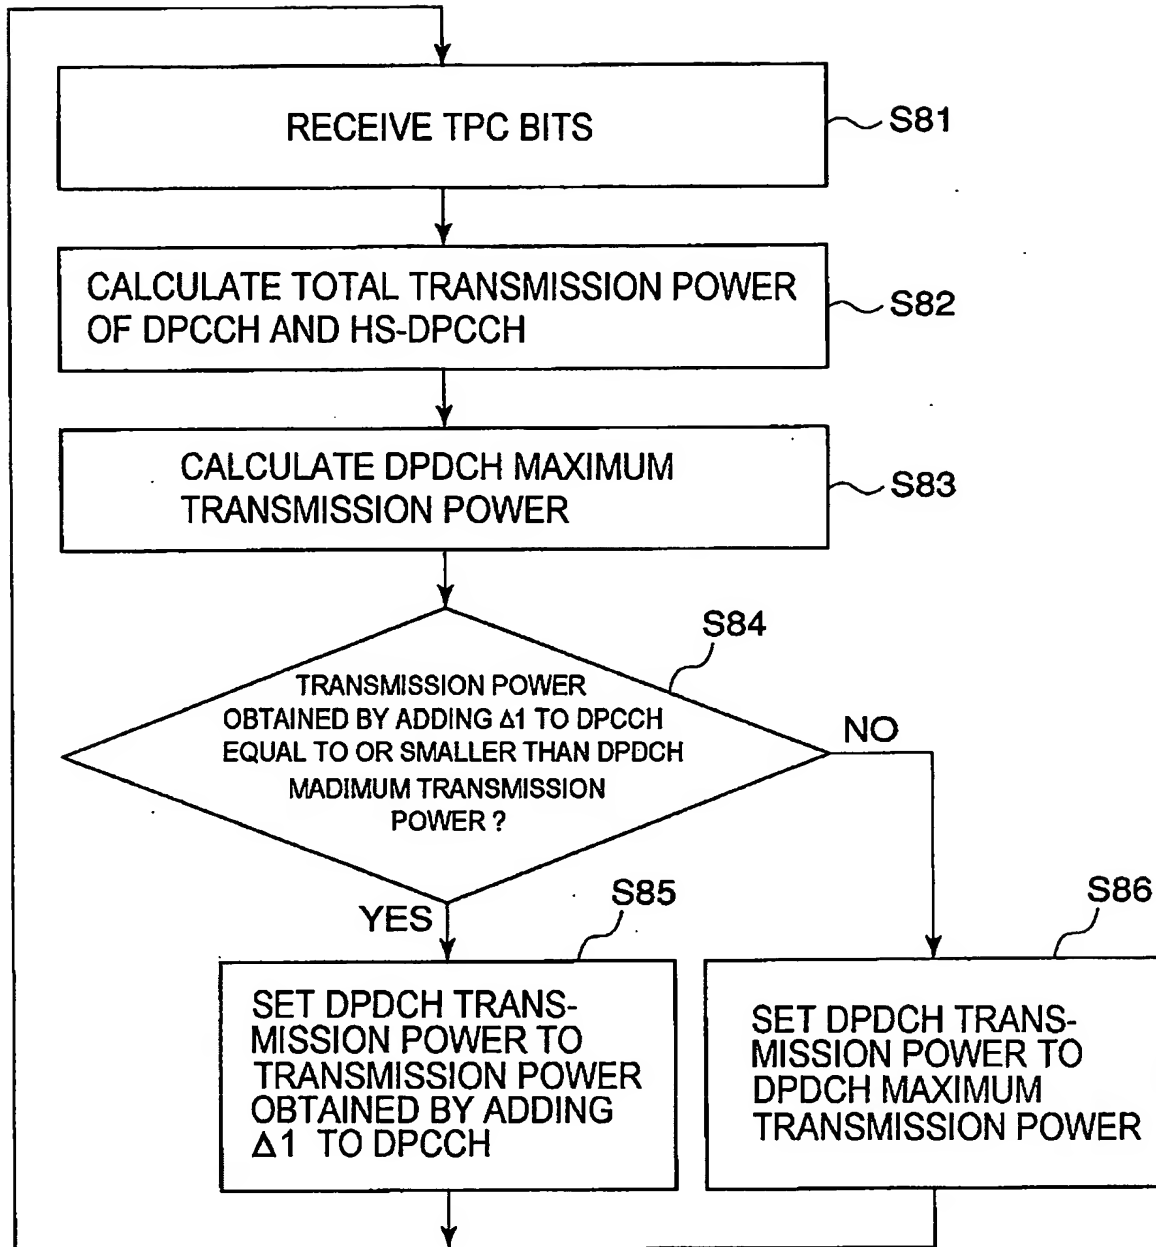 RECEIVE TPC BITS
S81
CALCULATE TOTAL TRANSMISSION POWER
OF DPCCH AND HS-DPCCH
S82
CALCULATE DPDCH MAXIMUM
TRANSMISSION POWER
S83
S84
TRANSMISSION POWER
OBTAINED BY ADDING Δ1 TO DPCCH
EQUAL TO OR SMALLER THAN DPDCH
MADIMUM TRANSMISSION
POWER ?
NO
YES
S85
S86
SET DPDCH TRANS-
MISSION POWER TO
TRANSMISSION POWER
OBTAINED BY ADDING
Δ1 TO DPCCH
SET DPDCH TRANS-
MISSION POWER TO
DPDCH MAXIMUM
TRANSMISSION POWER